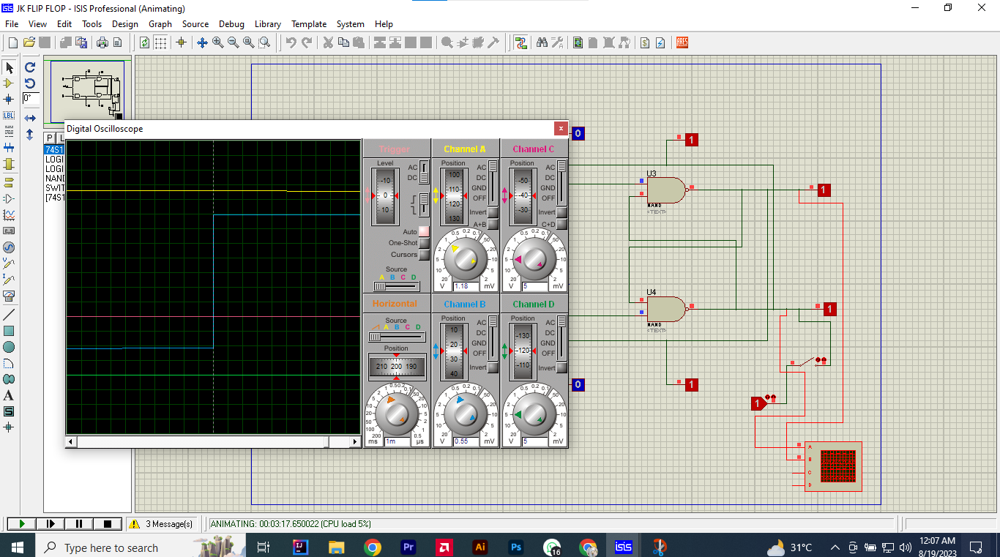 JK FLIP FLOP - ISIS Professional (Animating)
File View Edit Tools Design Graph Source Debug Library Template System Help
LBL
0°
P L
74S1
LOGI
LOGI
NAND
SWIT
[74S1
A
S
Digital Oscilloscope
x
Trigger
Level
AC
DC
-10
0
10
Auto
One-Shot
Cursors
Source
A B C D
Channel A
Position
AC
DC
GND
OFF
100
-110
-120
130
Invert
A+B
0.5 0.2 0.1
1 50
2 20
5 10
10 5
20 2
V 1.18 mV
Channel C
Position
AC
DC
GND
OFF
-50
-40
-30
Invert
C+D
0.5 0.2 0.1
1 50
2 20
5 10
10 5
20 2
V 5 mV
Horizontal
Source
A B C D
Position
210 200 190
1 0.5 0.2
2 0.1
5 50
10 20
20 10
50 5
100 2
200 1
0.5
ms 1m µs
Channel B
Position
AC
DC
GND
OFF
10
20
30
40
Invert
0.5 0.2 0.1
1 50
2 20
5 10
10 5
20 2
V 0.55 mV
Channel D
Position
AC
DC
GND
OFF
-130
-120
-110
Invert
0.5 0.2 0.1
1 50
2 20
5 10
10 5
20 2
V 5 mV
0
1
U3
NAND
<TEXT>
1
U4
NAND
<TEXT>
1
0
1
1
A
B
C
D
ARES
3 Message(s)
ANIMATING: 00:03:17.650022 (CPU load 5%)
Type here to search
IJ
Pr
Ai
Ps
16
isis
31°C
12:07 AM
8/19/2023